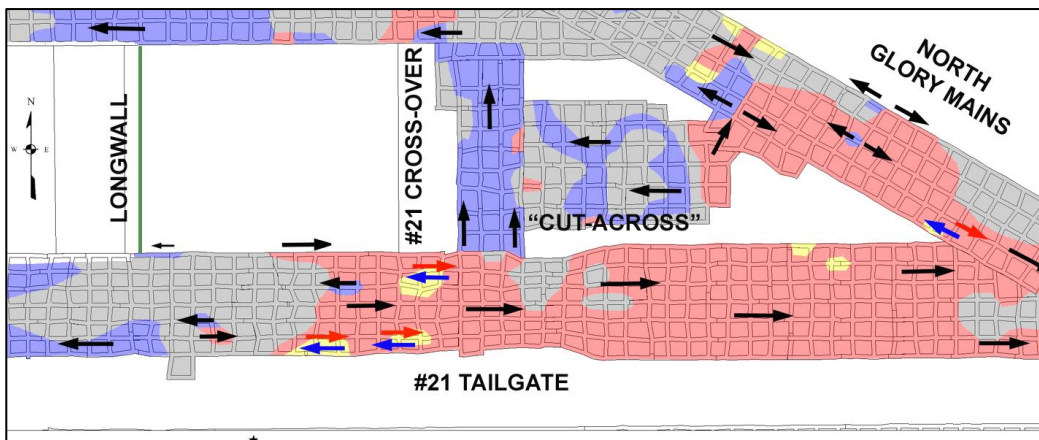 NORTH
GLORY MAINS
N
W
E
S
LONGWALL
#21 CROSS-OVER
“CUT-ACROSS”
#21 TAILGATE